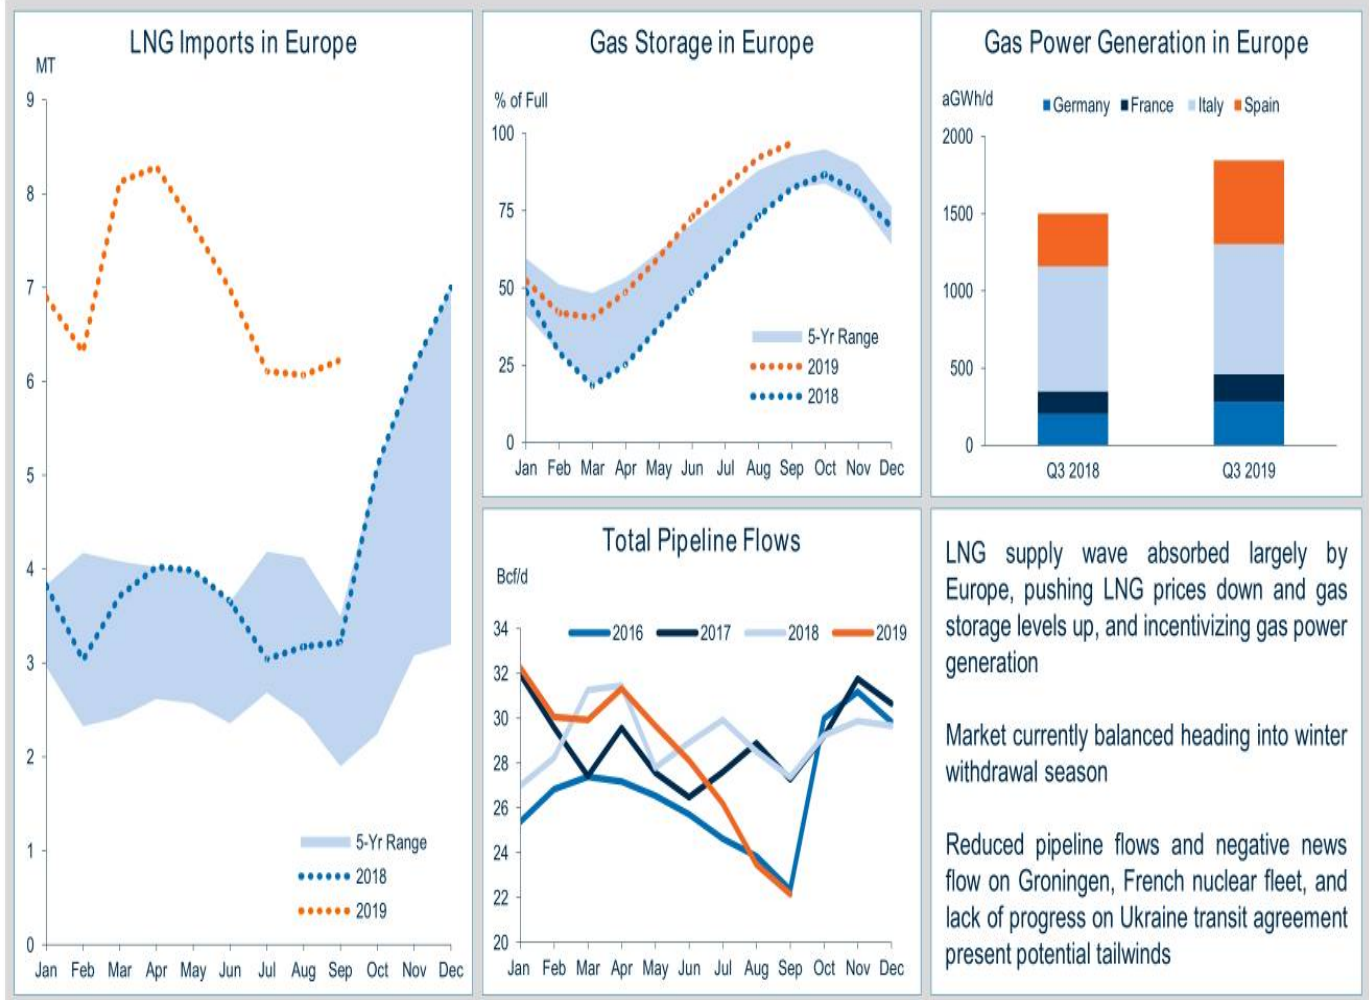 LNG Imports in Europe
MT
9
8
7
6
5
4
3
2
1
0
5-Yr Range
2018
2019
Jan Feb Mar Apr May Jun Jul Aug Sep Oct Nov Dec
Gas Storage in Europe
% of Full
100
75
50
25
0
5-Yr Range
2019
2018
Jan Feb Mar Apr May Jun Jul Aug Sep Oct Nov Dec
Gas Power Generation in Europe
aGWh/d
Germany France Italy Spain
2000
1500
1000
500
0
Q3 2018 Q3 2019
Total Pipeline Flows
Bcf/d
2016 2017 2018 2019
34
32
30
28
26
24
22
20
Jan Feb Mar Apr May Jun Jul Aug Sep Oct Nov Dec
LNG supply wave absorbed largely by
Europe, pushing LNG prices down and gas
storage levels up, and incentivizing gas power
generation
Market currently balanced heading into winter
withdrawal season
Reduced pipeline flows and negative news
flow on Groningen, French nuclear fleet, and
lack of progress on Ukraine transit agreement
present potential tailwinds